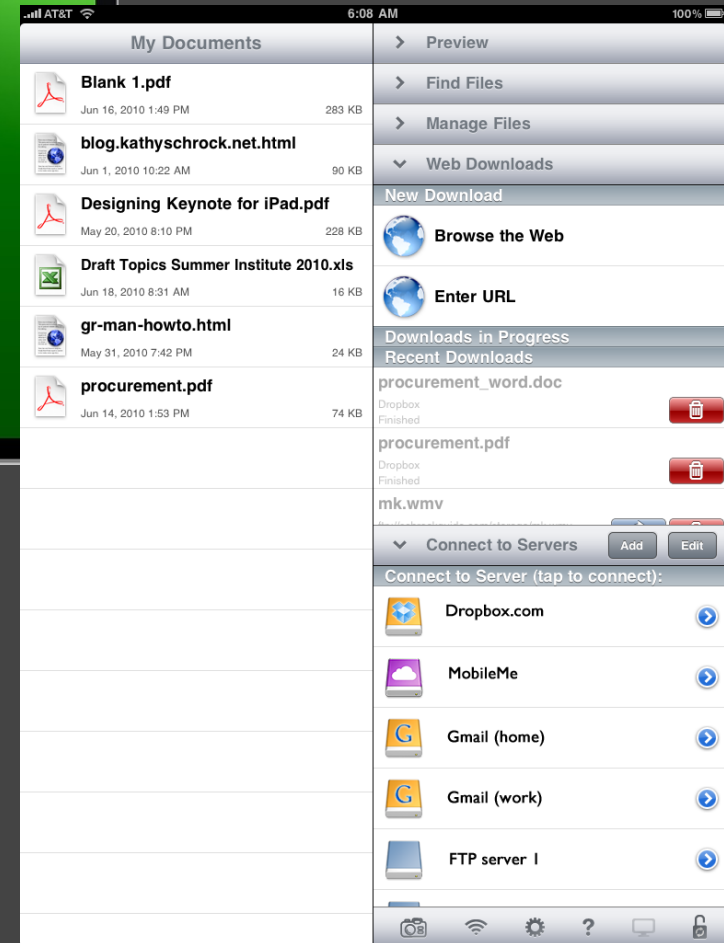 AT&T
6:08 AM
100%
My Documents
Blank 1.pdf
Jun 16, 2010 1:49 PM
283 KB
blog.kathyschrock.net.html
Jun 1, 2010 10:22 AM
90 KB
Designing Keynote for iPad.pdf
May 20, 2010 8:10 PM
228 KB
Draft Topics Summer Institute 2010.xls
Jun 18, 2010 8:31 AM
16 KB
gr-man-howto.html
May 31, 2010 7:42 PM
24 KB
procurement.pdf
Jun 14, 2010 1:53 PM
74 KB
Preview
Find Files
Manage Files
Web Downloads
New Download
Browse the Web
Enter URL
Downloads in Progress
Recent Downloads
procurement_word.doc
Dropbox
Finished
procurement.pdf
Dropbox
Finished
mk.wmv
Connect to Servers
Add
Edit
Connect to Server (tap to connect):
Dropbox.com
MobileMe
G
Gmail (home)
G
Gmail (work)
FTP server 1
?